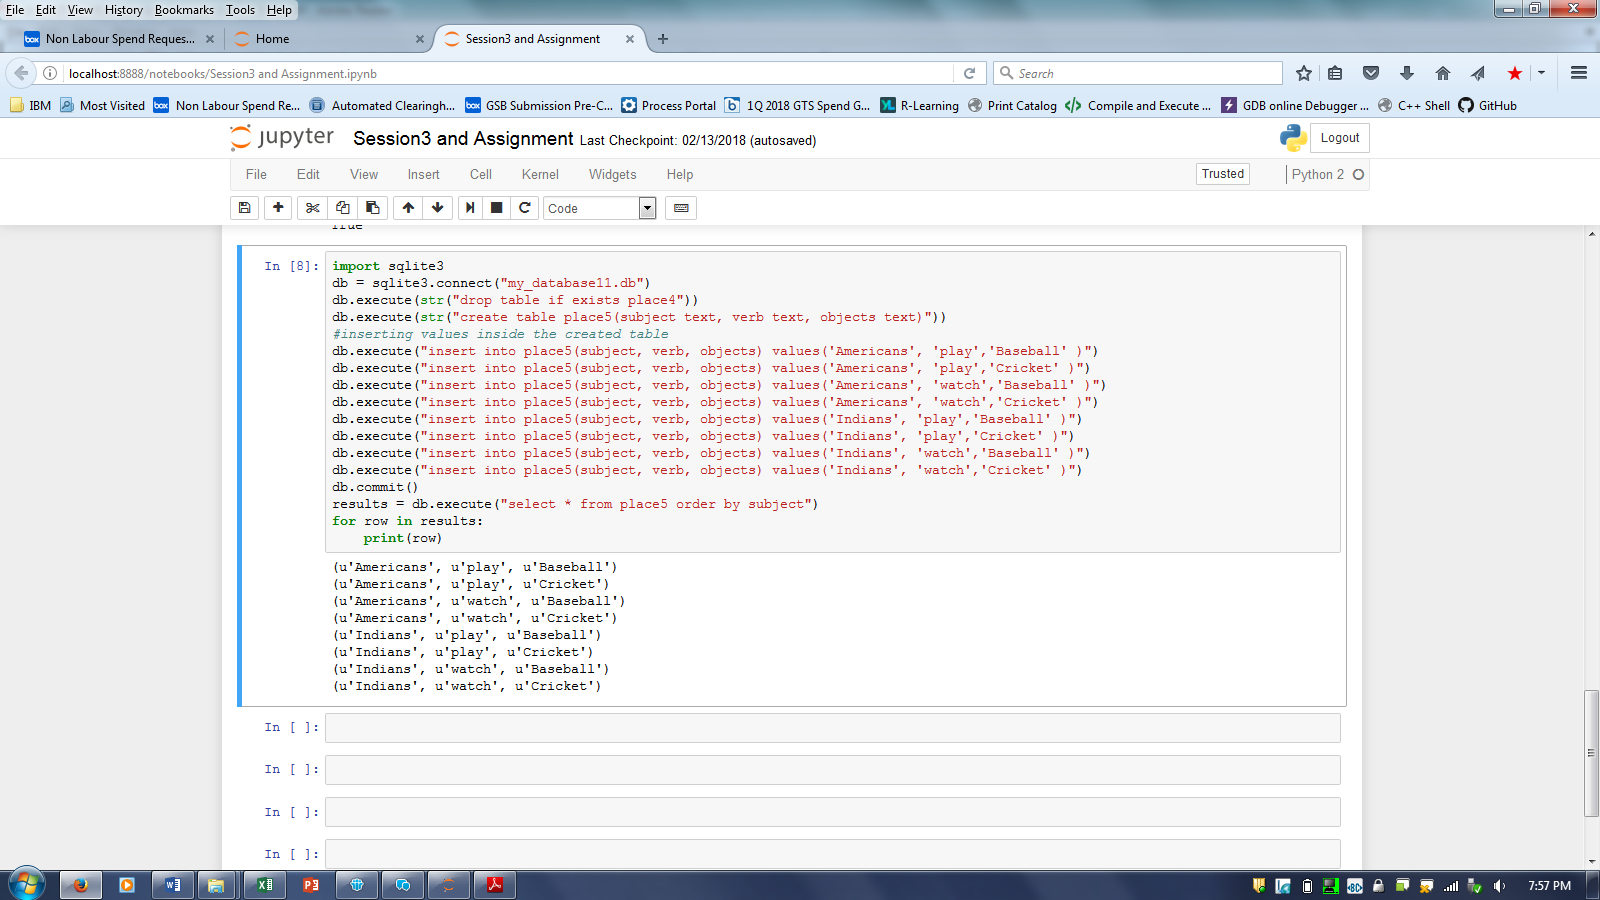 File Edit View History Bookmarks Tools Help
Non Labour Spend Reques...
Home
Session3 and Assignment
localhost:8888/notebooks/Session3 and Assignment.ipynb
Search
IBM Most Visited Non Labour Spend Re... Automated Clearingh... GSB Submission Pre-C... Process Portal 1Q 2018 GTS Spend G... R-Learning Print Catalog Compile and Execute ... GDB online Debugger ... C++ Shell GitHub
jupyter Session3 and Assignment Last Checkpoint: 02/13/2018 (autosaved) Logout
File Edit View Insert Cell Kernel Widgets Help Trusted Python 2
Code
True
In [8]: import sqlite3
db = sqlite3.connect("my_database11.db")
db.execute(str("drop table if exists place4"))
db.execute(str("create table place5(subject text, verb text, objects text)"))
#inserting values inside the created table
db.execute("insert into place5(subject, verb, objects) values('Americans', 'play','Baseball' )")
db.execute("insert into place5(subject, verb, objects) values('Americans', 'play','Cricket' )")
db.execute("insert into place5(subject, verb, objects) values('Americans', 'watch','Baseball' )")
db.execute("insert into place5(subject, verb, objects) values('Americans', 'watch','Cricket' )")
db.execute("insert into place5(subject, verb, objects) values('Indians', 'play','Baseball' )")
db.execute("insert into place5(subject, verb, objects) values('Indians', 'play','Cricket' )")
db.execute("insert into place5(subject, verb, objects) values('Indians', 'watch','Baseball' )")
db.execute("insert into place5(subject, verb, objects) values('Indians', 'watch','Cricket' )")
db.commit()
results = db.execute("select * from place5 order by subject")
for row in results:
    print(row)
(u'Americans', u'play', u'Baseball')
(u'Americans', u'play', u'Cricket')
(u'Americans', u'watch', u'Baseball')
(u'Americans', u'watch', u'Cricket')
(u'Indians', u'play', u'Baseball')
(u'Indians', u'play', u'Cricket')
(u'Indians', u'watch', u'Baseball')
(u'Indians', u'watch', u'Cricket')
In [ ]:
In [ ]:
In [ ]:
In [ ]:
7:57 PM